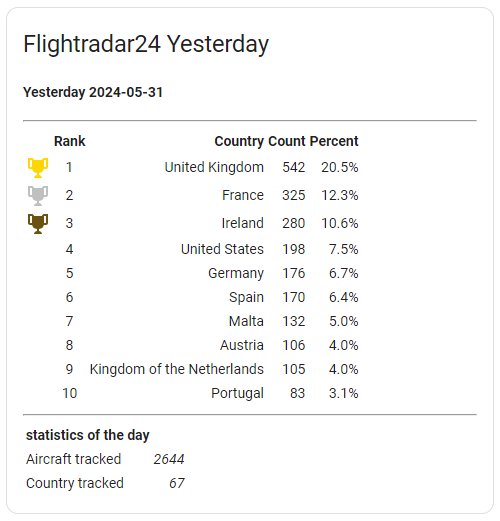 Flightradar24 Yesterday
Yesterday 2024-05-31
Rank Country Count Percent
1 United Kingdom 542 20.5%
2 France 325 12.3%
3 Ireland 280 10.6%
4 United States 198 7.5%
5 Germany 176 6.7%
6 Spain 170 6.4%
7 Malta 132 5.0%
8 Austria 106 4.0%
9 Kingdom of the Netherlands 105 4.0%
10 Portugal 83 3.1%
statistics of the day
Aircraft tracked 2644
Country tracked 67